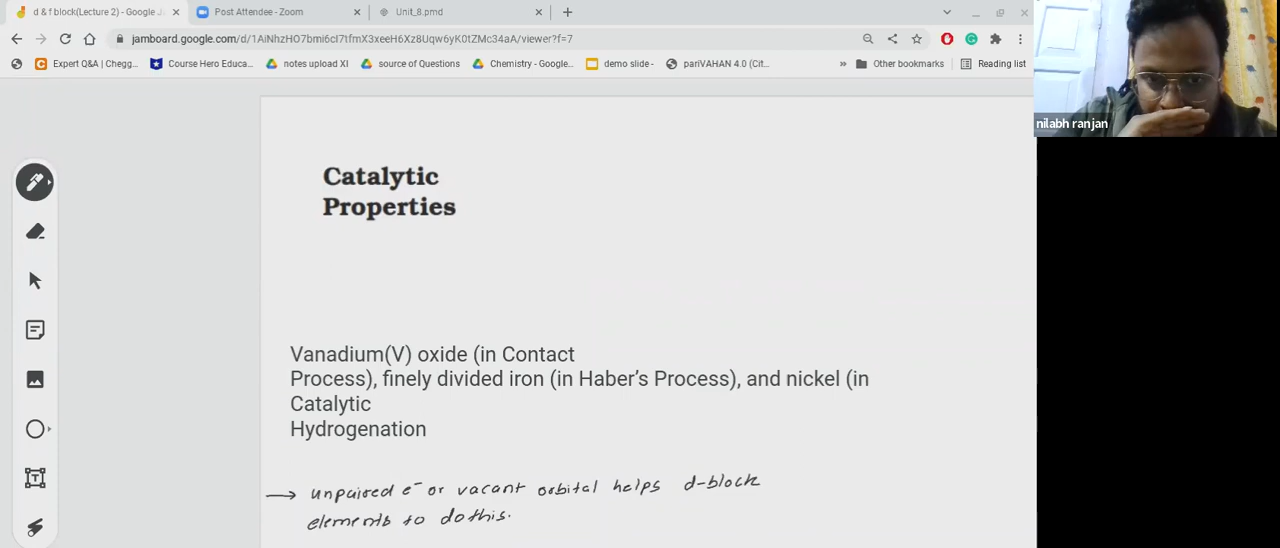 d & f block(Lecture 2) - Google J
Post Attendee - Zoom
Unit_8.pmd
jamboard.google.com/d/1AiNhzHO7bmi6cI7tfmX3xeeH6Xz8Uqw6yK0tZMc34aA/viewer?f=7
Expert Q&A | Chegg...
Course Hero Educa...
notes upload XI
source of Questions
Chemistry - Google...
demo slide -
pariVAHAN 4.0 (Cit...
»
Other bookmarks
Reading list
nilabh ranjan
Catalytic
Properties
Vanadium(V) oxide (in Contact
Process), finely divided iron (in Haber's Process), and nickel (in
Catalytic
Hydrogenation
→ unpaired e⁻ or vacant orbital helps d-block
elements to do this.